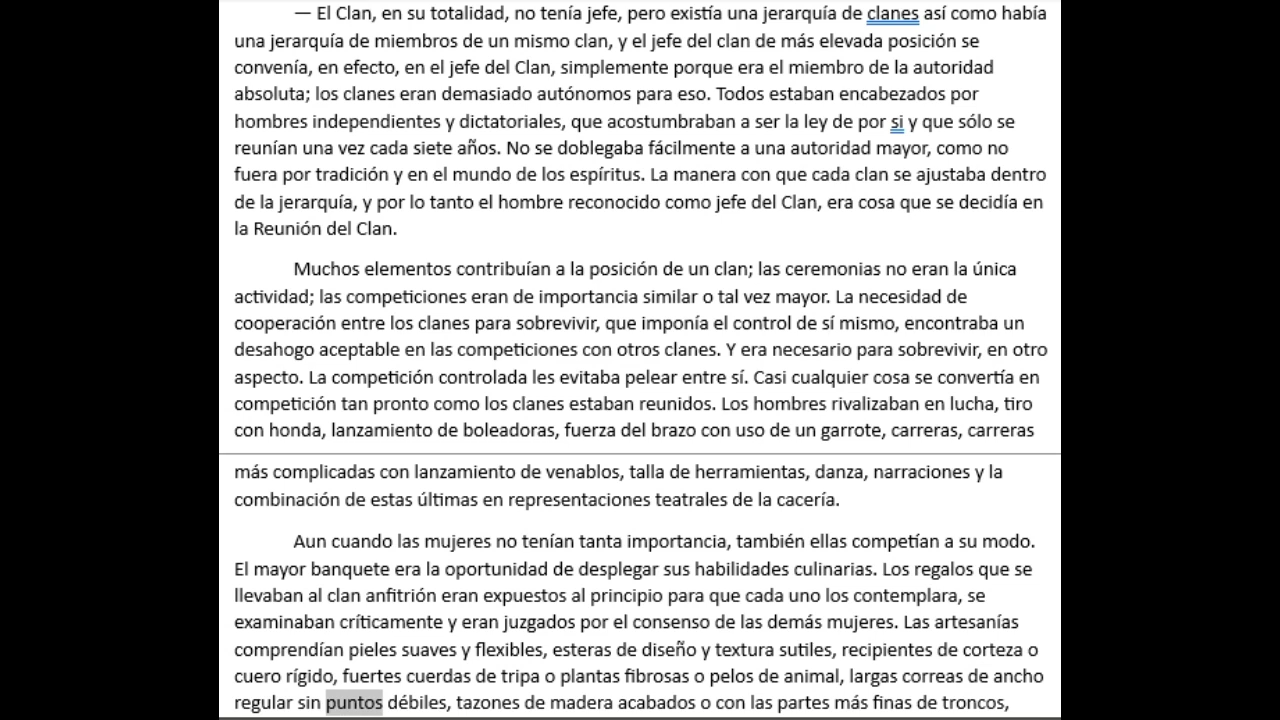 — El Clan, en su totalidad, no tenía jefe, pero existía una jerarquía de clanes así como había
una jerarquía de miembros de un mismo clan, y el jefe del clan de más elevada posición se
convenía, en efecto, en el jefe del Clan, simplemente porque era el miembro de la autoridad
absoluta; los clanes eran demasiado autónomos para eso. Todos estaban encabezados por
hombres independientes y dictatoriales, que acostumbraban a ser la ley de por si y que sólo se
reunían una vez cada siete años. No se doblegaba fácilmente a una autoridad mayor, como no
fuera por tradición y en el mundo de los espíritus. La manera con que cada clan se ajustaba dentro
de la jerarquía, y por lo tanto el hombre reconocido como jefe del Clan, era cosa que se decidía en
la Reunión del Clan.
Muchos elementos contribuían a la posición de un clan; las ceremonias no eran la única
actividad; las competiciones eran de importancia similar o tal vez mayor. La necesidad de
cooperación entre los clanes para sobrevivir, que imponía el control de sí mismo, encontraba un
desahogo aceptable en las competiciones con otros clanes. Y era necesario para sobrevivir, en otro
aspecto. La competición controlada les evitaba pelear entre sí. Casi cualquier cosa se convertía en
competición tan pronto como los clanes estaban reunidos. Los hombres rivalizaban en lucha, tiro
con honda, lanzamiento de boleadoras, fuerza del brazo con uso de un garrote, carreras, carreras
más complicadas con lanzamiento de venablos, talla de herramientas, danza, narraciones y la
combinación de estas últimas en representaciones teatrales de la cacería.
Aun cuando las mujeres no tenían tanta importancia, también ellas competían a su modo.
El mayor banquete era la oportunidad de desplegar sus habilidades culinarias. Los regalos que se
llevaban al clan anfitrión eran expuestos al principio para que cada uno los contemplara, se
examinaban críticamente y eran juzgados por el consenso de las demás mujeres. Las artesanías
comprendían pieles suaves y flexibles, esteras de diseño y textura sutiles, recipientes de corteza o
cuero rígido, fuertes cuerdas de tripa o plantas fibrosas o pelos de animal, largas correas de ancho
regular sin puntos débiles, tazones de madera acabados o con las partes más finas de troncos,